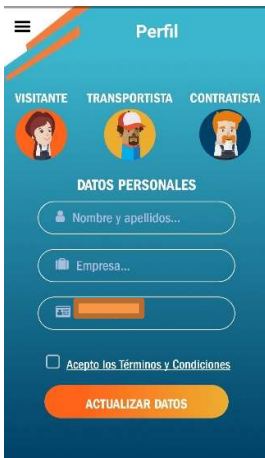 Perfil
VISITANTE TRANSPORTISTA CONTRATISTA
DATOS PERSONALES
Nombre y apellidos...
Empresa...
Acepto los Términos y Condiciones
ACTUALIZAR DATOS